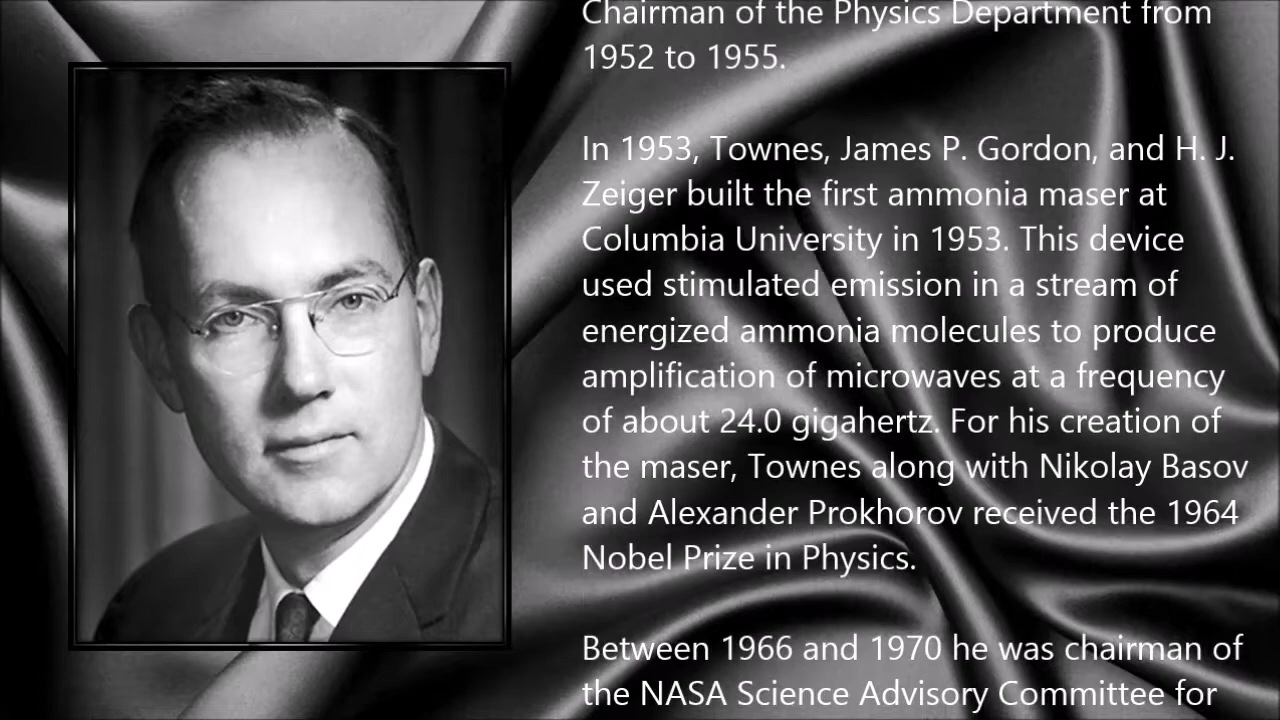 Chairman of the Physics Department from
1952 to 1955.
In 1953, Townes, James P. Gordon, and H. J.
Zeiger built the first ammonia maser at
Columbia University in 1953. This device
used stimulated emission in a stream of
energized ammonia molecules to produce
amplification of microwaves at a frequency
of about 24.0 gigahertz. For his creation of
the maser, Townes along with Nikolay Basov
and Alexander Prokhorov received the 1964
Nobel Prize in Physics.
Between 1966 and 1970 he was chairman of
the NASA Science Advisory Committee for